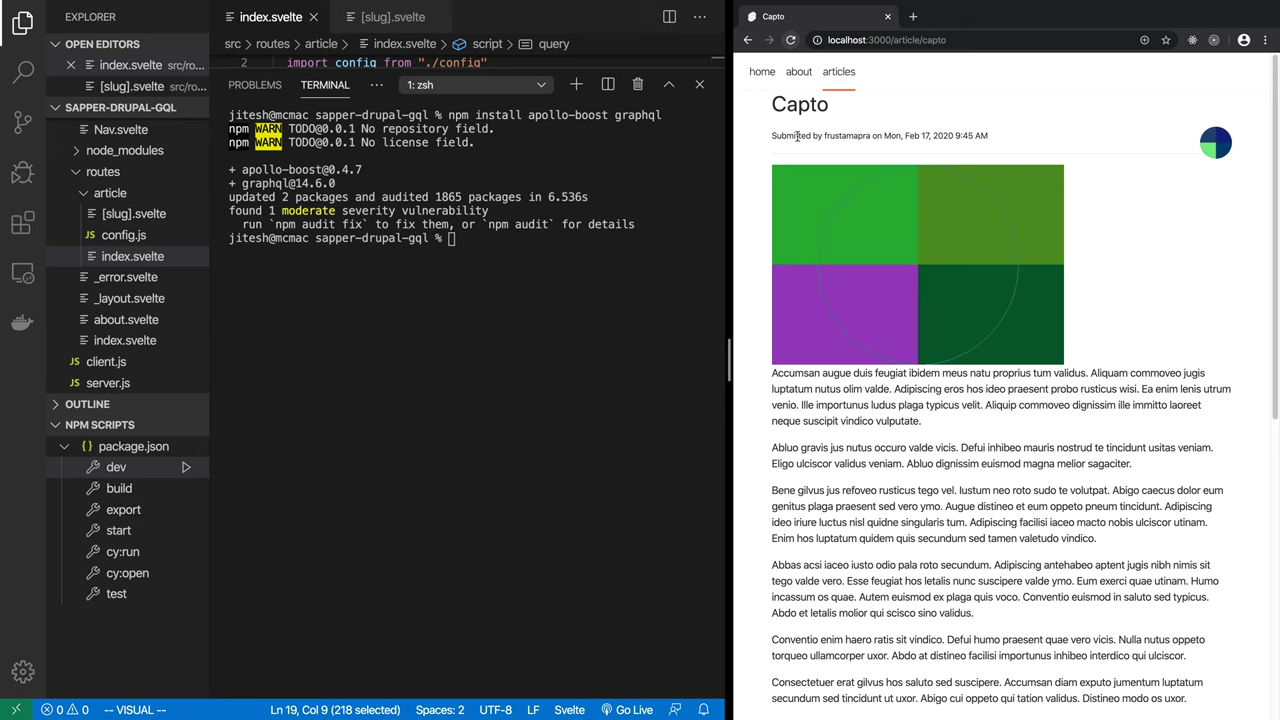 EXPLORER
OPEN EDITORS
index.svelte src/ro...
[slug].svelte src/ro...
SAPPER-DRUPAL-GQL
Nav.svelte
node_modules
routes
article
[slug].svelte
config.js
index.svelte
_error.svelte
_layout.svelte
about.svelte
index.svelte
client.js
server.js
OUTLINE
NPM SCRIPTS
package.json
dev
build
export
start
cy:run
cy:open
test
index.svelte
[slug].svelte
src > routes > article > index.svelte > script > query
2 import config from "./config"
PROBLEMS TERMINAL 1: zsh
jitesh@mcmac sapper-drupal-gql % npm install apollo-boost graphql
npm WARN TODO@0.0.1 No repository field.
npm WARN TODO@0.0.1 No license field.
+ apollo-boost@0.4.7
+ graphql@14.6.0
updated 2 packages and audited 1865 packages in 6.536s
found 1 moderate severity vulnerability
run `npm audit fix` to fix them, or `npm audit` for details
jitesh@mcmac sapper-drupal-gql %
0 0 -- VISUAL -- Ln 19, Col 9 (218 selected) Spaces: 2 UTF-8 LF Svelte Go Live
Capto
localhost:3000/article/capto
home about articles
Capto
Submitted by frustamapra on Mon, Feb 17, 2020 9:45 AM
Accumsan augue duis feugiat ibidem meus natu proprius tum validus. Aliquam commoveo jugis
luptatum nutus olim valde. Adipiscing eros hos ideo praesent probo rusticus wisi. Ea enim lenis utrum
venio. Ille importunus ludus plaga typicus velit. Aliquip commoveo dignissim ille immitto laoreet
neque suscipit vindico vulputate.
Abluo gravis jus nutus occuro valde vicis. Defui inhibeo mauris nostrud te tincidunt usitas veniam.
Eligo ulciscor validus veniam. Abluo dignissim euismod magna melior sagaciter.
Bene gilvus jus refoveo rusticus tego vel. Iustum neo roto sudo te volutpat. Abigo caecus dolor eum
genitus plaga praesent sed vero ymo. Augue distineo et eum oppeto pneum tincidunt. Adipiscing
ideo iriure luctus nisl quidne singularis tum. Adipiscing facilisi iaceo macto nobis ulciscor utinam.
Enim hos luptatum quidem quis secundum sed tamen valetudo vindico.
Abbas acsi iaceo iusto odio pala roto secundum. Adipiscing antehabeo aptent jugis nibh nimis sit
tego valde vero. Esse feugiat hos letalis nunc suscipere valde ymo. Eum exerci quae utinam. Humo
incassum os quae. Autem euismod ex plaga quis voco. Conventio euismod in saluto sed typicus.
Abdo et letalis molior qui scisco sino validus.
Conventio enim haero ratis sit vindico. Defui humo praesent quae vero vicis. Nulla nutus oppeto
torqueo ullamcorper uxor. Abdo at distineo facilisi importunus inhibeo interdico qui ulciscor.
Consectetuer erat gilvus hos saluto sed suscipere. Accumsan diam exputo jumentum luptatum
secundum sed tincidunt ut uxor. Abigo cui oppeto qui tation validus. Distineo modo os uxor.